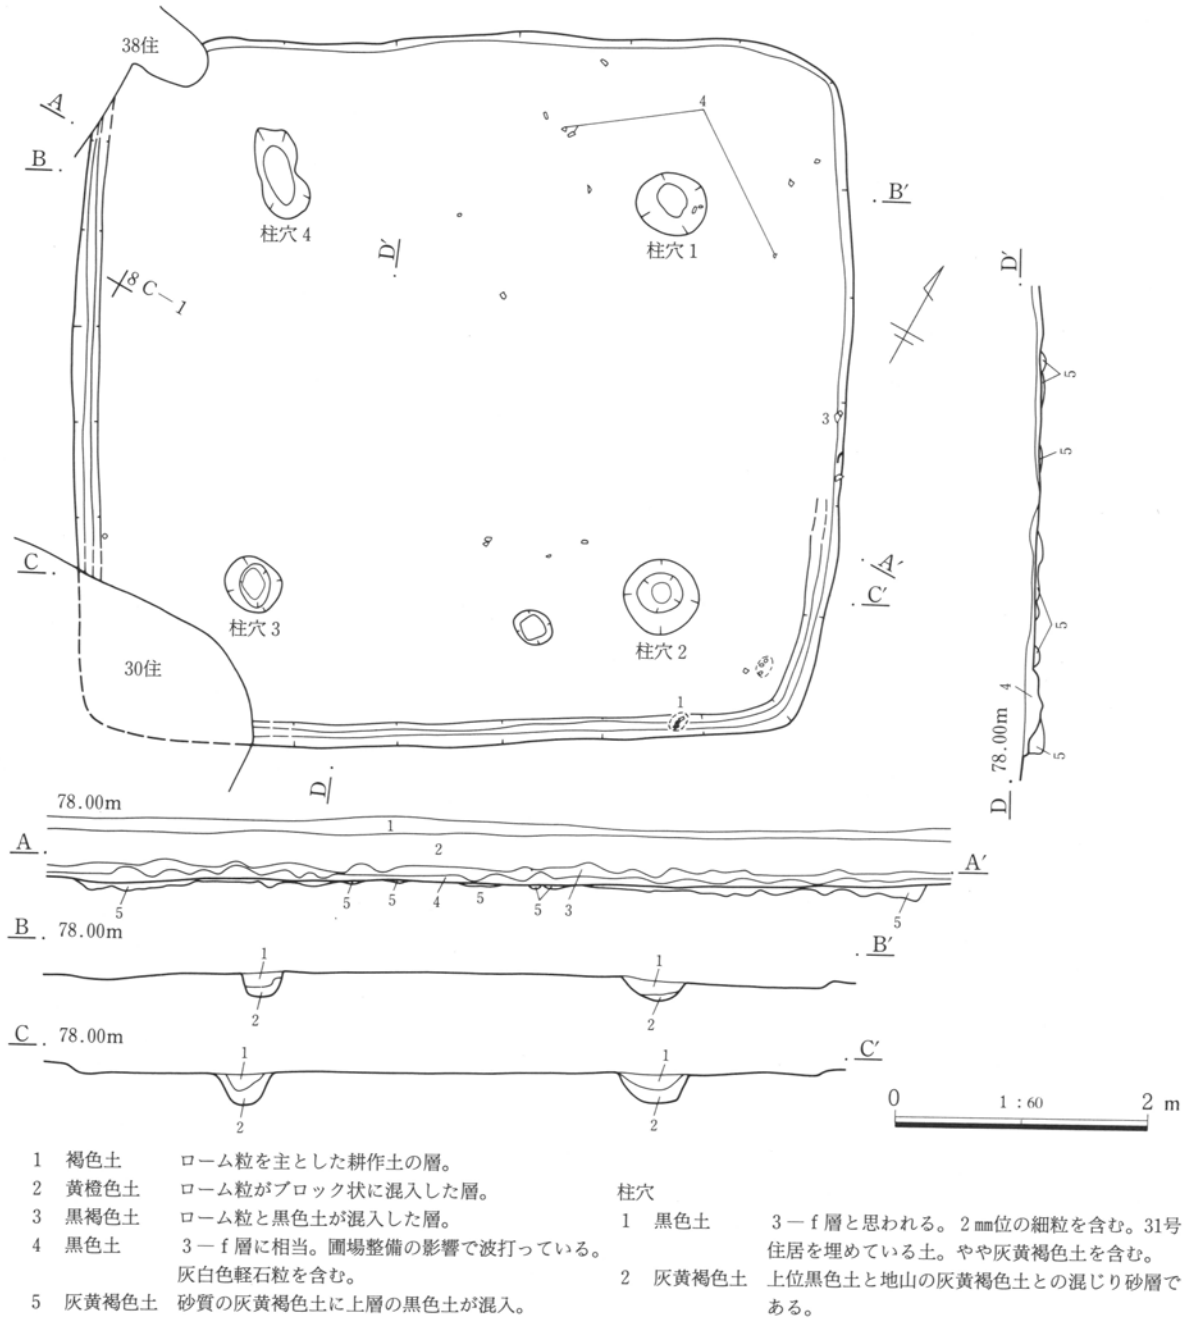 38住
A
B
4
柱穴 4
D′
柱穴 1
B′
D′
8 C－1
5
3
5
C
A′
C′
柱穴 3
柱穴 2
5
30住
1
4
5
D
D 78.00m
78.00m
1
2
A
A′
5
5
5
4
5
5
3
5
B 78.00m
B′
1
1
2
2
C 78.00m
C′
1
1
2
2
0 1：60 2 m
1 褐色土 ローム粒を主とした耕作土の層。
2 黄橙色土 ローム粒がブロック状に混入した層。
3 黒褐色土 ローム粒と黒色土が混入した層。
4 黒色土 3－f層に相当。圃場整備の影響で波打っている。
灰白色軽石粒を含む。
5 灰黄褐色土 砂質の灰黄褐色土に上層の黒色土が混入。
柱穴
1 黒色土 3－f層と思われる。2㎜位の細粒を含む。31号
住居を埋めている土。やや灰黄褐色土を含む。
2 灰黄褐色土 上位黒色土と地山の灰黄褐色土との混じり砂層で
ある。